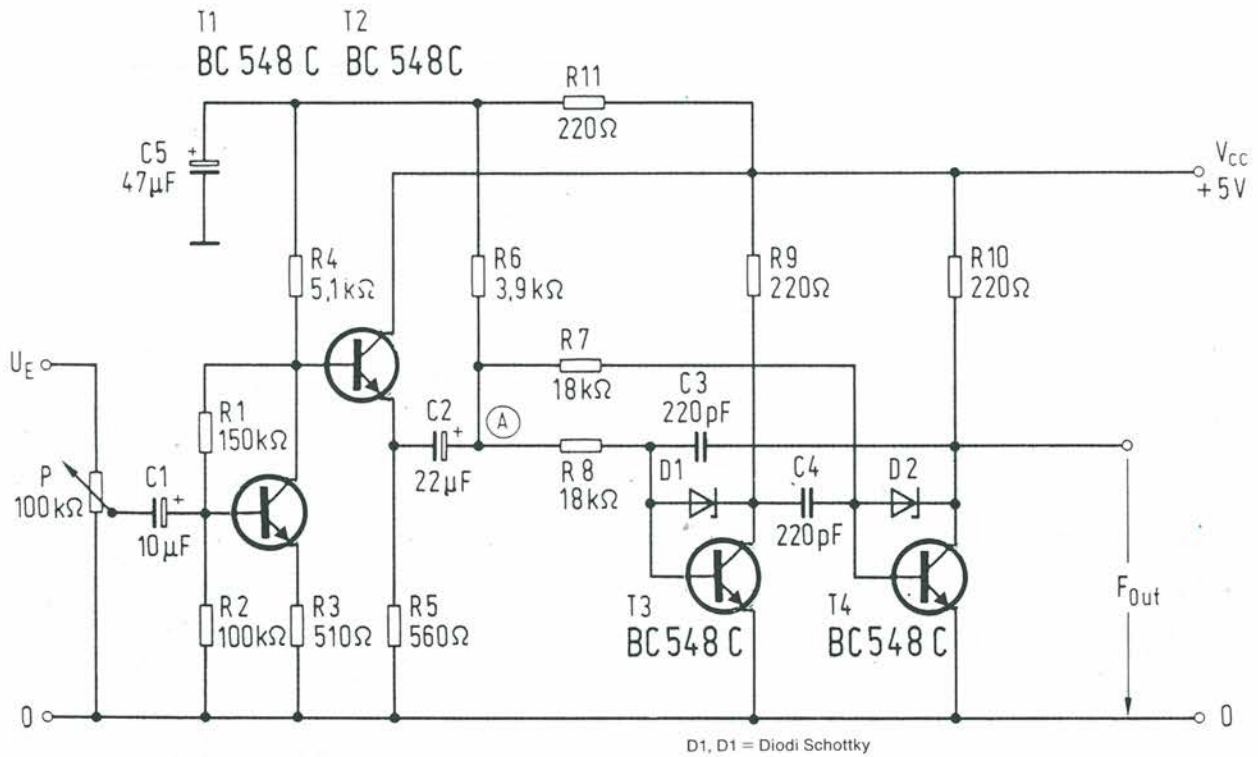 T1 T2
BC 548 C BC 548C
R11
220Ω
C5 +
47µF
VCC
+5V
R4
5,1kΩ
R6
3,9kΩ
R9
220Ω
R10
220Ω
UE
R7
18kΩ
C3
220pF
R1
150kΩ
C2 +
22µF
A
R8
18kΩ
D1
C4
220pF
D2
P
100kΩ
C1 +
10µF
R2
100kΩ
R3
510Ω
R5
560Ω
T3
BC 548 C
T4
BC 548 C
FOut
0 0
D1, D1 = Diodi Schottky